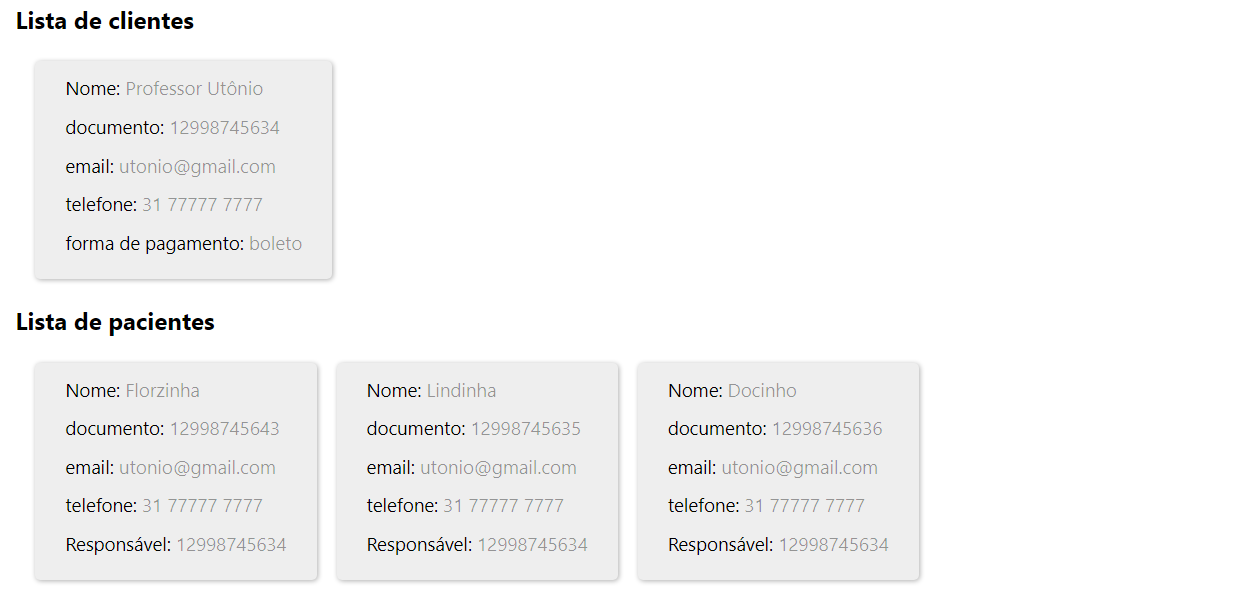 Lista de clientes
Nome: Professor Utônio
documento: 12998745634
email: utonio@gmail.com
telefone: 31 77777 7777
forma de pagamento: boleto
Lista de pacientes
Nome: Florzinha
documento: 12998745643
email: utonio@gmail.com
telefone: 31 77777 7777
Responsável: 12998745634
Nome: Lindinha
documento: 12998745635
email: utonio@gmail.com
telefone: 31 77777 7777
Responsável: 12998745634
Nome: Docinho
documento: 12998745636
email: utonio@gmail.com
telefone: 31 77777 7777
Responsável: 12998745634